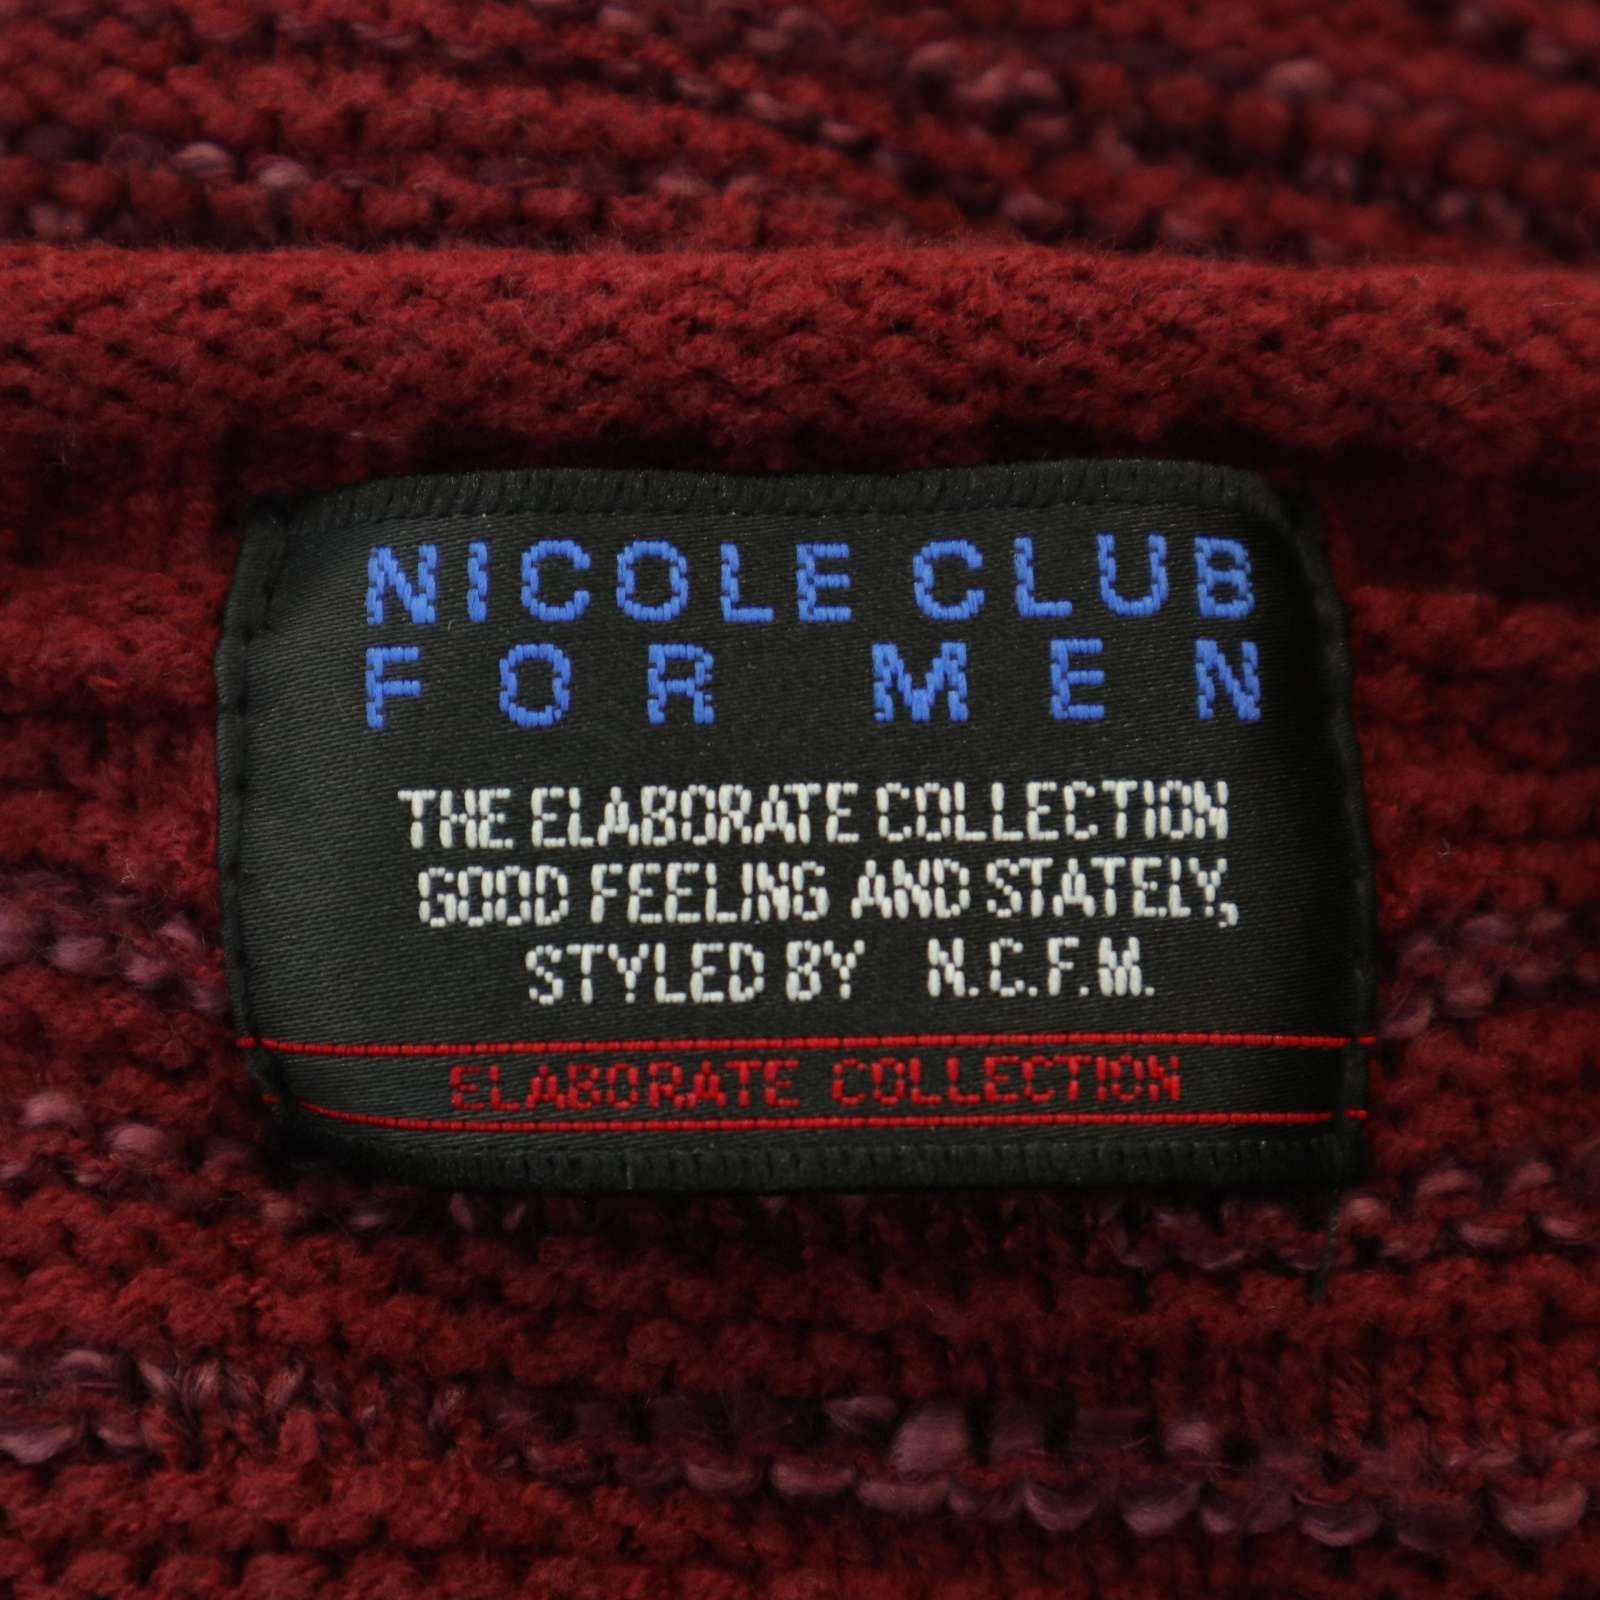 NICOLE CLUB
FOR MEN
THE ELABORATE COLLECTION
GOOD FEELING AND STATELY,
STYLED BY N.C.F.M.
ELABORATE COLLECTION